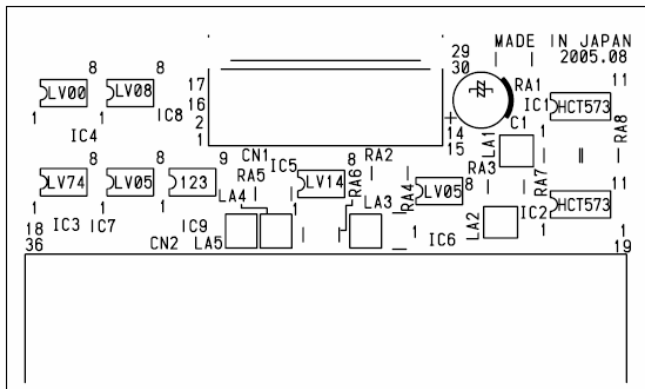 MADE IN JAPAN
2005.08
29
30
8
8
17
16
2
1
LV00
LV08
1
1
IC4
IC8
RA1
IC1
11
HCT573
RA8
C1
+
14
15
LA1
1
CN1
9
8
8
IC5
8
RA2
LV74
LV05
123
RA5
LV14
RA6
RA4
LV05
8
RA3
RA7
11
HCT573
LA4
LA3
1
1
1
1
1
IC2
LA2
18
36
IC3
IC7
IC9
CN2
LA5
IC6
1
1
19